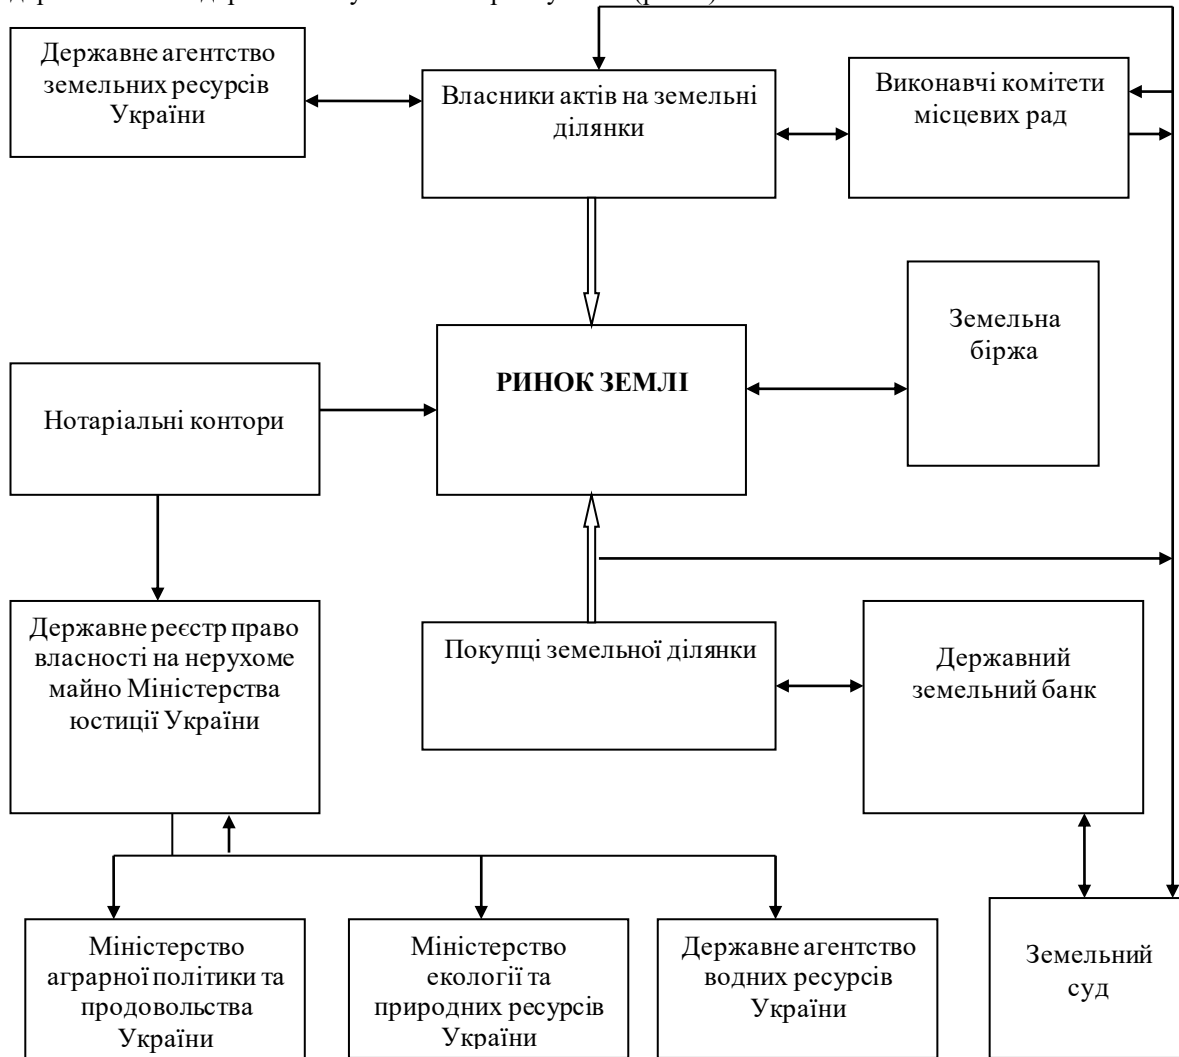 Державне агентство
земельних ресурсів
України
Власники актів на земельні
ділянки
Виконавчі комітети
місцевих рад
Земельна
біржа
РИНОК ЗЕМЛІ
Нотаріальні контори
Державне реєстр право
власності на нерухоме
майно Міністерства
юстиції України
Покупці земельної ділянки
Державний
земельний банк
Міністерство
аграрної політики та
продовольства
України
Міністерство
екології та
природних ресурсів
України
Державне агентство
водних ресурсів
України
Земельний
суд